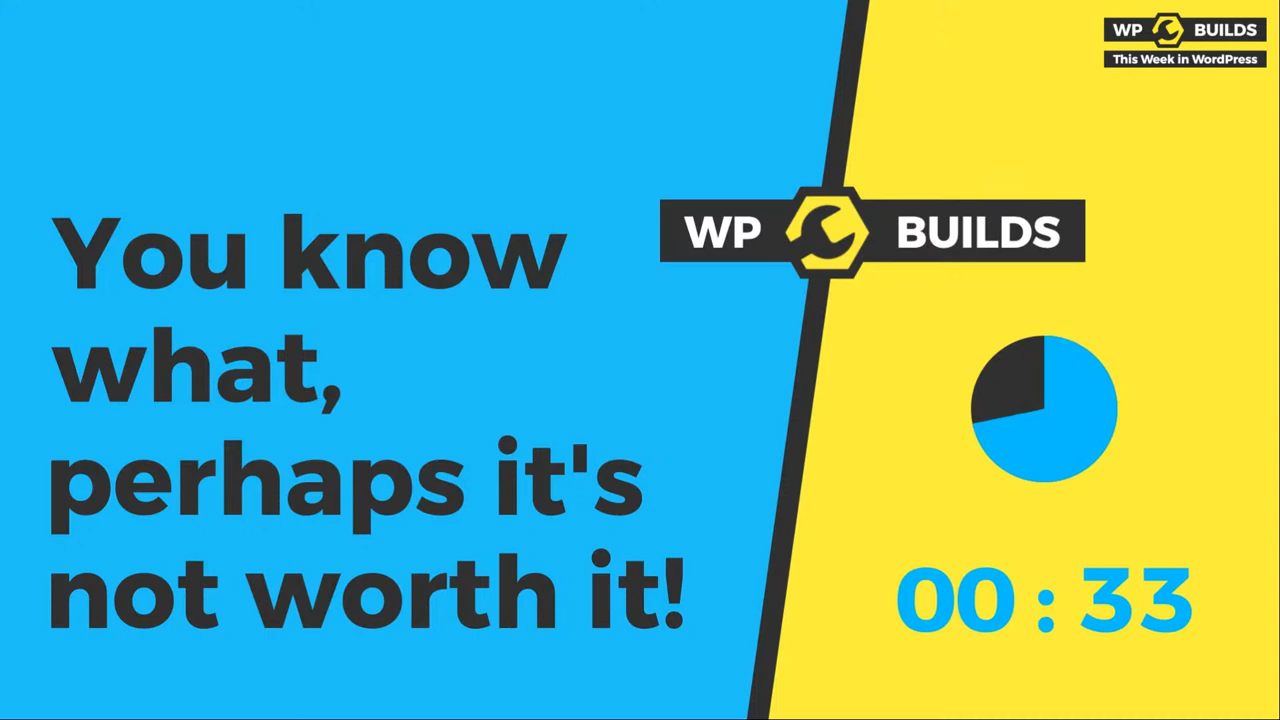 WP BUILDS
This Week in WordPress
WP BUILDS
You know
what,
perhaps it's
not worth it!
00 : 33